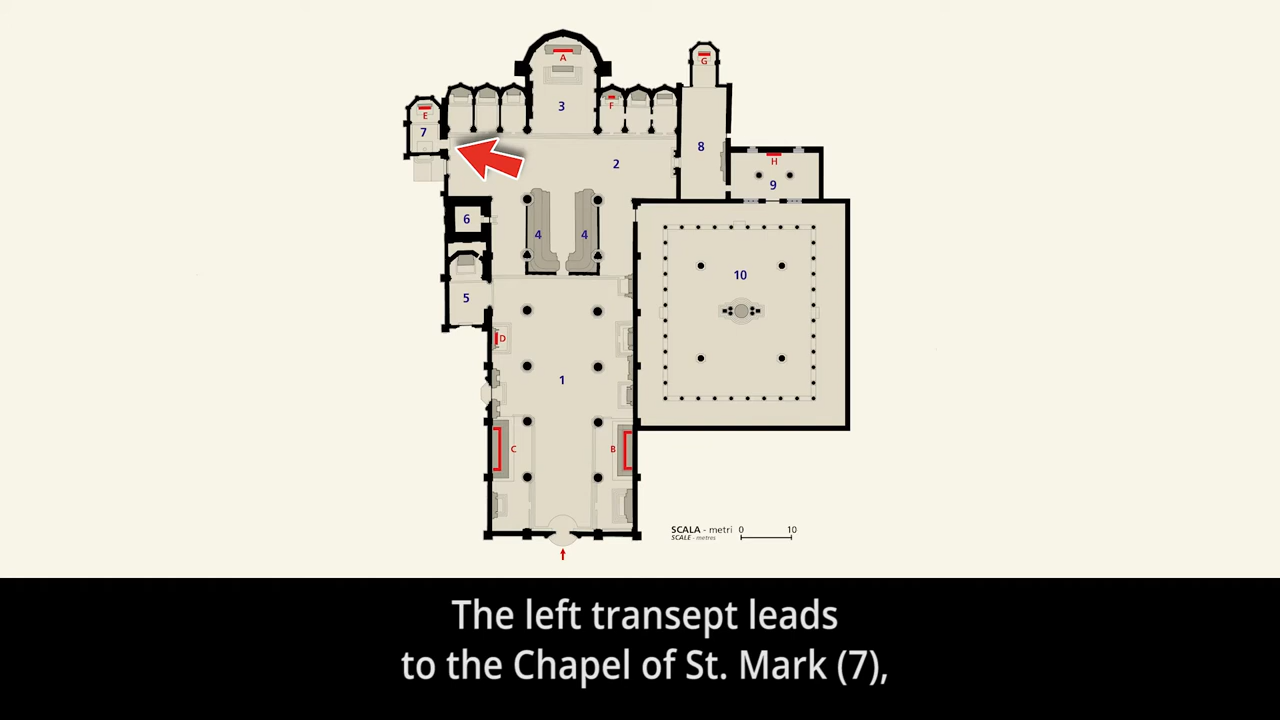 A
G
F
E
3
7
8
H
2
9
6
4
4
10
5
D
1
C
B
SCALA - metri 0 10
SCALE - metres
The left transept leads
to the Chapel of St. Mark (7),